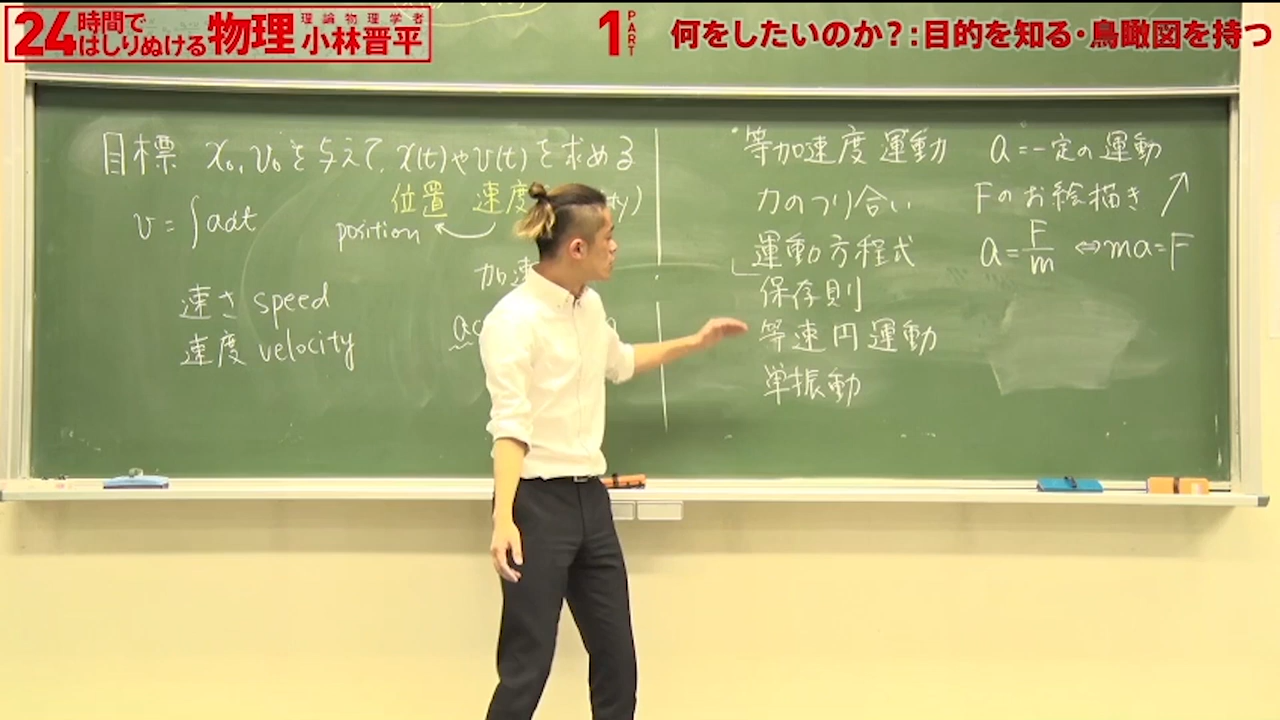 24時間ではしりぬける物理
理論物理学者
小林晋平
1 PART
何をしたいのか?:目的を知る・鳥瞰図を持つ
目標 x₀, v₀を与えて, x(t)やv(t)を求める
位置 速度
position
v = ∫adt
加速
速さ speed
速度 velocity
・等加速度運動 a=一定の運動
力のつり合い Fのお絵描き
運動方程式 a=F/m ⇔ ma=F
保存則
等速円運動
単振動